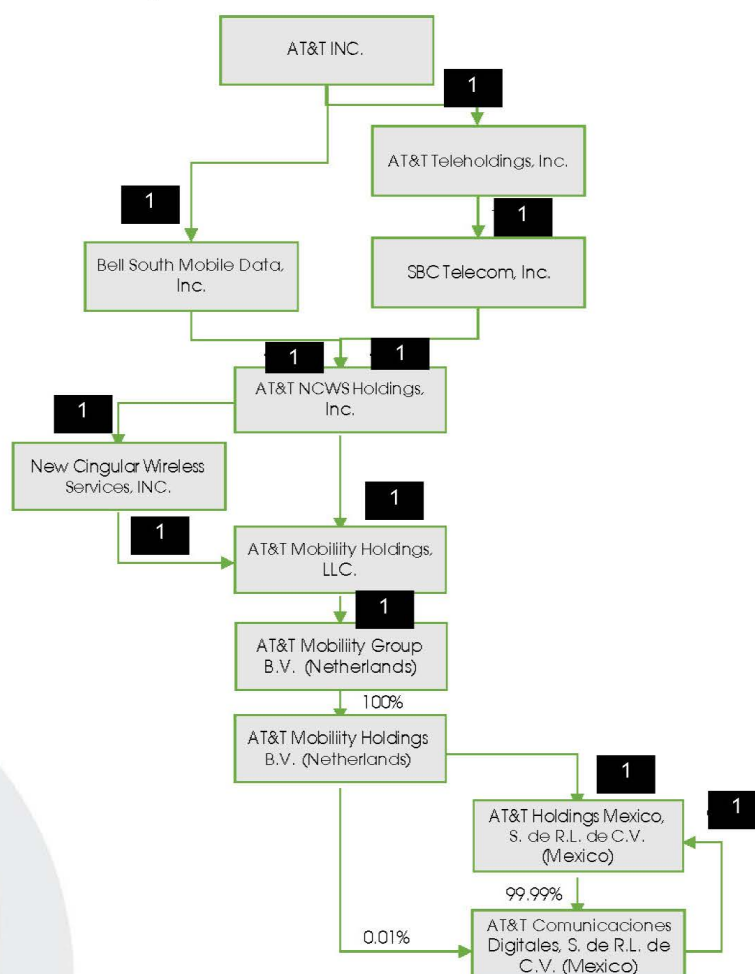 AT&T INC.
1
AT&T Teleholdings, Inc.
1
1
Bell South Mobile Data,
Inc.
SBC Telecom, Inc.
1
1
AT&T NCWS Holdings,
Inc.
1
New Cingular Wireless
Services, INC.
1
1
AT&T Mobility Holdings,
LLC.
1
AT&T Mobility Group
B.V. (Netherlands)
100%
AT&T Mobility Holdings
B.V. (Netherlands)
1
1
AT&T Holdings Mexico,
S. de R.L. de C.V.
(Mexico)
99.99%
0.01%
AT&T Comunicaciones
Digitales, S. de R.L. de
C.V. (Mexico)